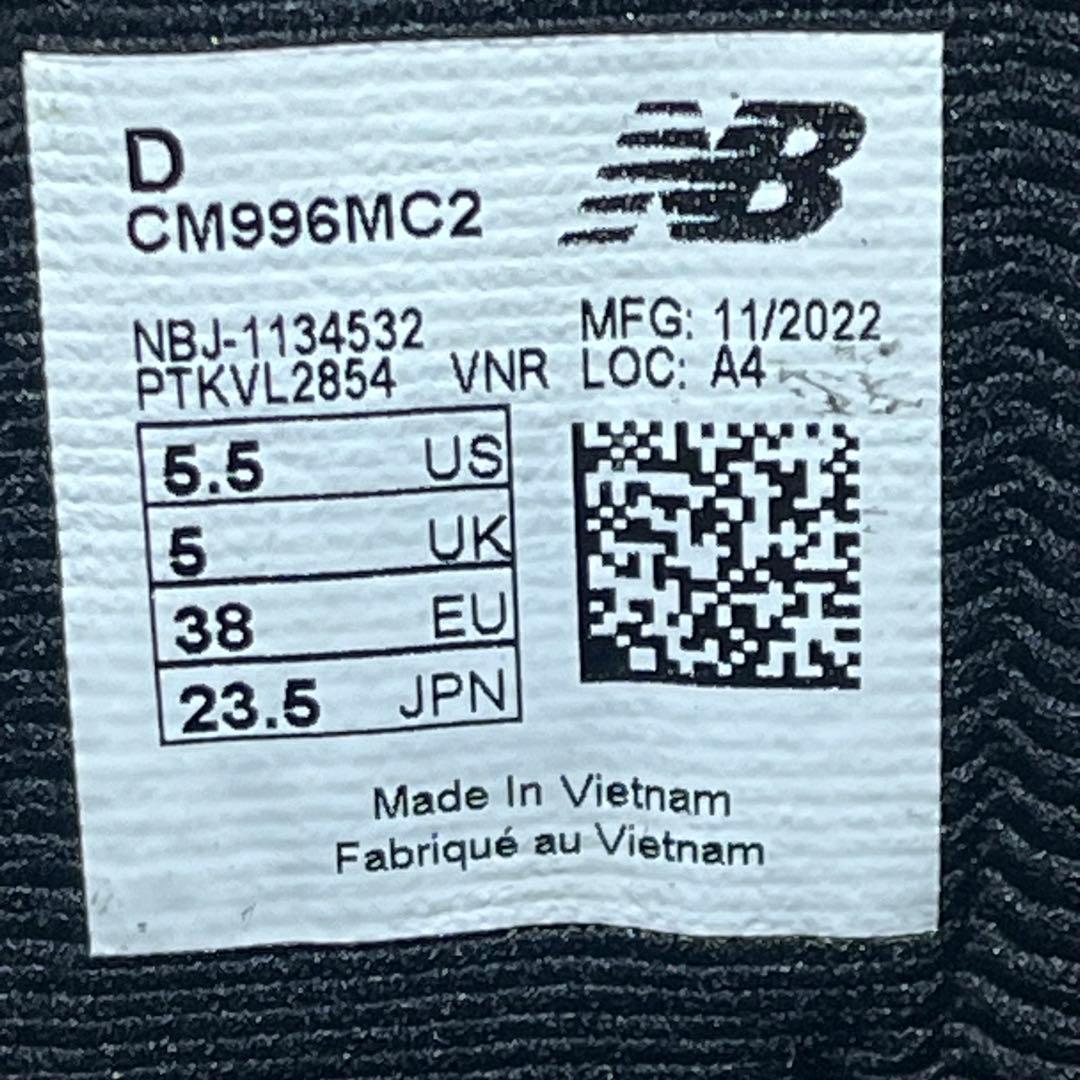 D
CM996MC2
NB
NBJ-1134532 MFG: 11/2022
PTKVL2854 VNR LOC: A4
5.5 US
5 UK
38 EU
23.5 JPN
Made In Vietnam
Fabriqué au Vietnam